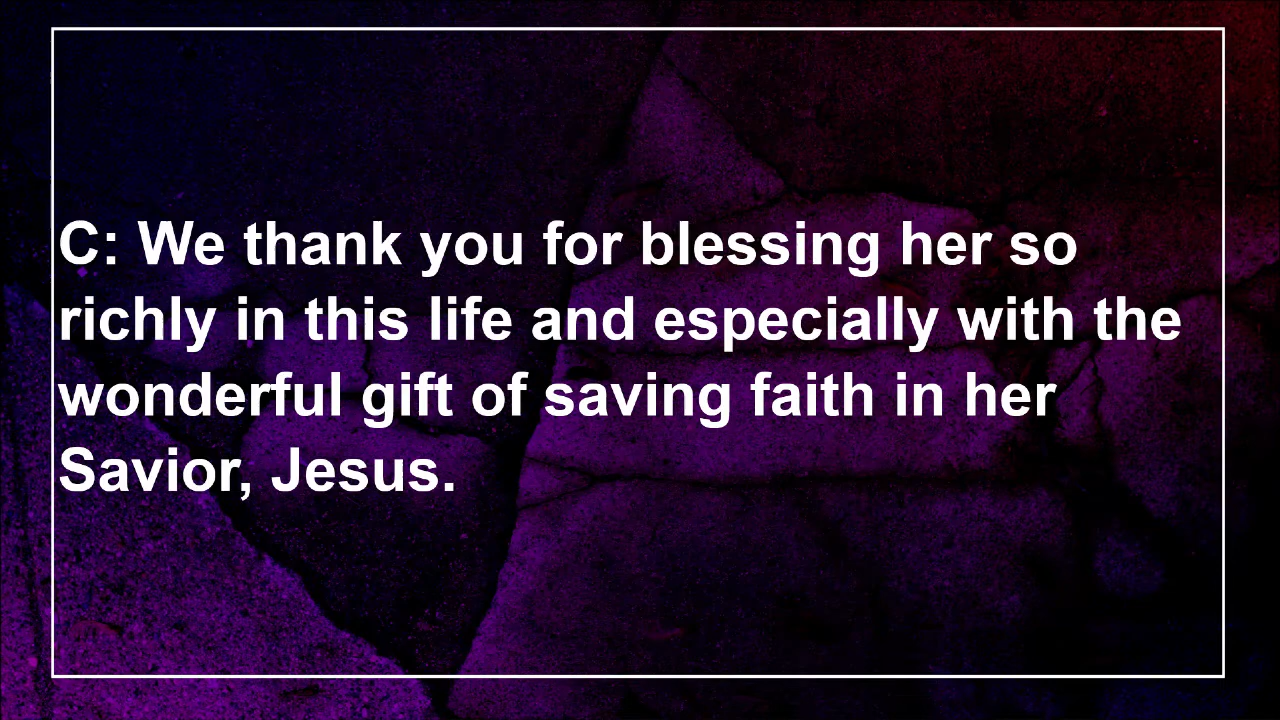 C: We thank you for blessing her so
richly in this life and especially with the
wonderful gift of saving faith in her
Savior, Jesus.